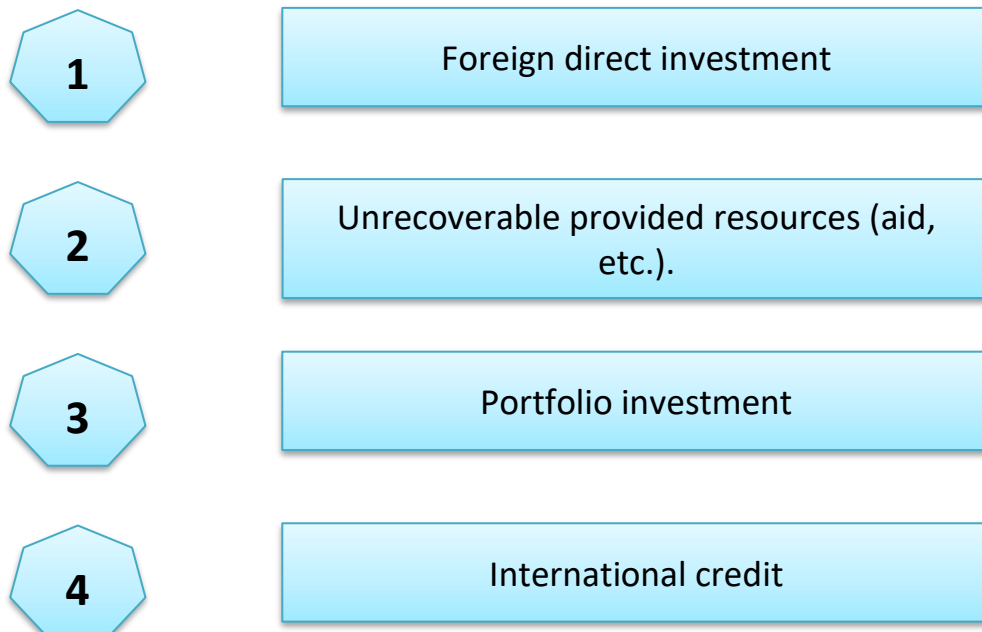 1
Foreign direct investment
2
Unrecoverable provided resources (aid,
etc.).
3
Portfolio investment
4
International credit